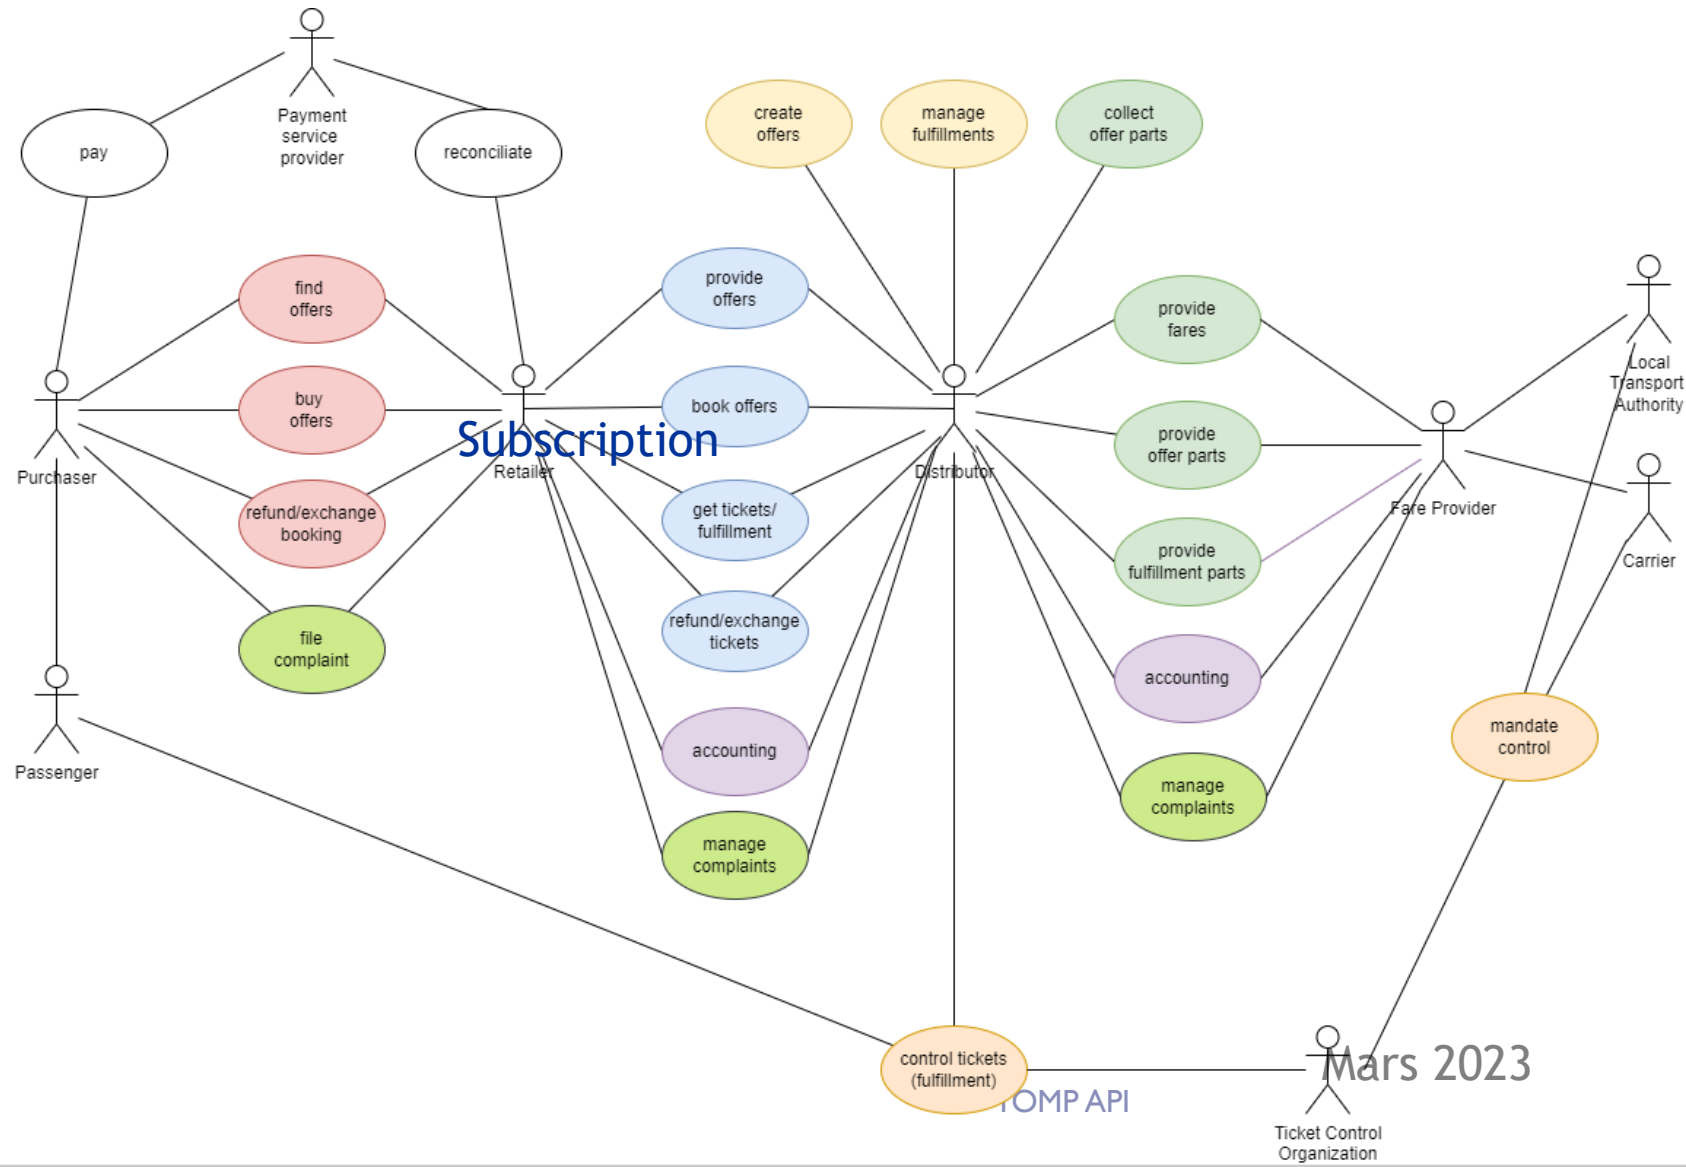 Payment
service
provider
pay
reconciliate
create
offers
manage
fulfillments
collect
offer parts
find
offers
provide
offers
provide
fares
Local
Transport
Authority
buy
offers
book offers
Subscription
provide
offer parts
Purchaser
Retailer
Distributor
Fare Provider
refund/exchange
booking
get tickets/
fulfillment
provide
fulfillment parts
Carrier
file
complaint
refund/exchange
tickets
accounting
Passenger
accounting
mandate
control
manage
complaints
manage
complaints
control tickets
(fulfillment)
Mars 2023
TOMP API
Ticket Control
Organization